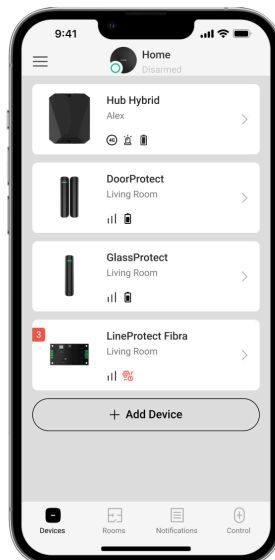 9:41
Home
Disarmed
Hub Hybrid
Alex
4G
DoorProtect
Living Room
GlassProtect
Living Room
3
LineProtect Fibra
Living Room
+ Add Device
Devices
Rooms
Notifications
Control